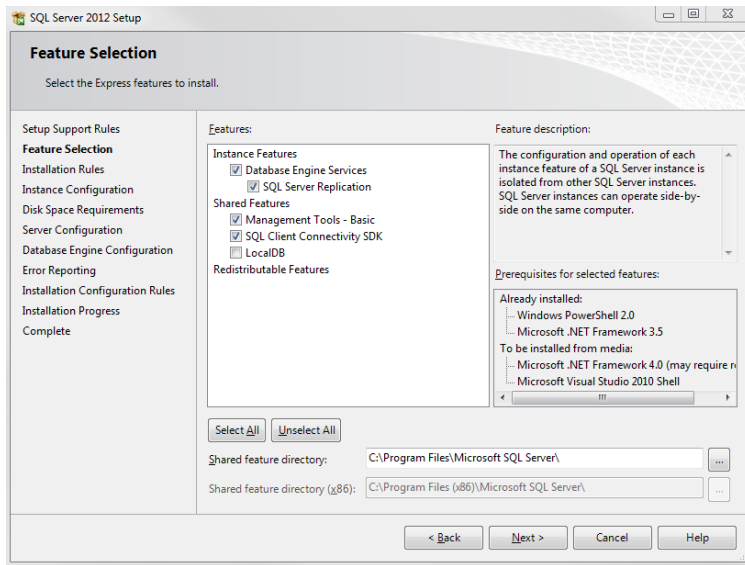 SQL Server 2012 Setup
Feature Selection
Select the Express features to install.
Setup Support Rules
Feature Selection
Installation Rules
Instance Configuration
Disk Space Requirements
Server Configuration
Database Engine Configuration
Error Reporting
Installation Configuration Rules
Installation Progress
Complete
Features:
Instance Features
Database Engine Services
SQL Server Replication
Shared Features
Management Tools - Basic
SQL Client Connectivity SDK
LocalDB
Redistributable Features
Feature description:
The configuration and operation of each
instance feature of a SQL Server instance is
isolated from other SQL Server instances.
SQL Server instances can operate side-by-
side on the same computer.
Prerequisites for selected features:
Already installed:
Windows PowerShell 2.0
Microsoft .NET Framework 3.5
To be installed from media:
Microsoft .NET Framework 4.0 (may require
Microsoft Visual Studio 2010 Shell
Select All
Unselect All
Shared feature directory:
C:\Program Files\Microsoft SQL Server\
...
Shared feature directory (x86):
C:\Program Files (x86)\Microsoft SQL Server\
...
< Back
Next >
Cancel
Help